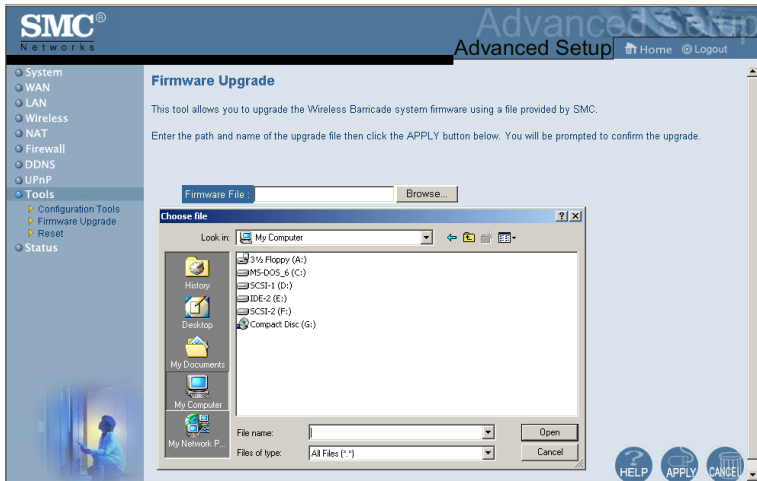 SMC®
Networks
Advanced Setup
Advanced Setup
Home
Logout
System
WAN
LAN
Wireless
NAT
Firewall
DDNS
UPnP
Tools
Configuration Tools
Firmware Upgrade
Reset
Status
Firmware Upgrade
This tool allows you to upgrade the Wireless Barricade system firmware using a file provided by SMC.
Enter the path and name of the upgrade file then click the APPLY button below. You will be prompted to confirm the upgrade.
Firmware File :
Browse...
Choose file
Look in:
My Computer
History
Desktop
My Documents
My Computer
My Network P...
3½ Floppy (A:)
MS-DOS_6 (C:)
SCSI-1 (D:)
IDE-2 (E:)
SCSI-2 (F:)
Compact Disc (G:)
File name:
Open
Files of type:
All Files (*.*)
Cancel
HELP
APPLY
CANCEL